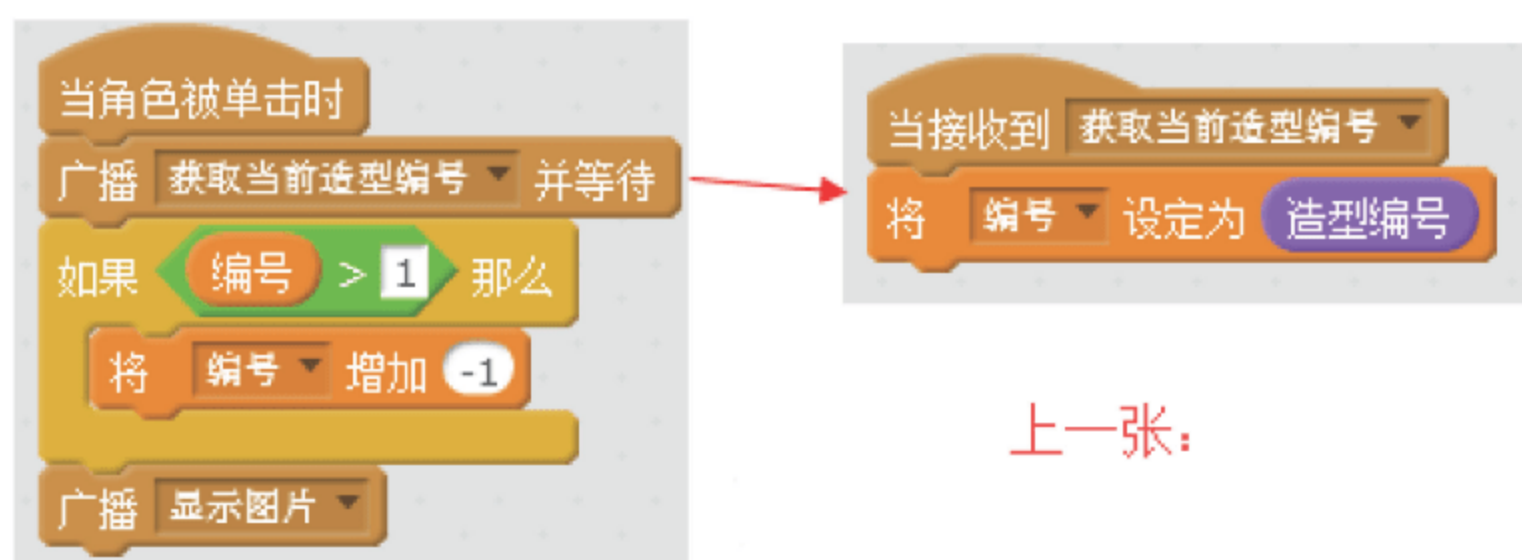 当角色被单击时
广播 获取当前造型编号 并等待
如果 编号 > 1 那么
将 编号 增加 -1
广播 显示图片
当接收到 获取当前造型编号
将 编号 设定为 造型编号
上一张：